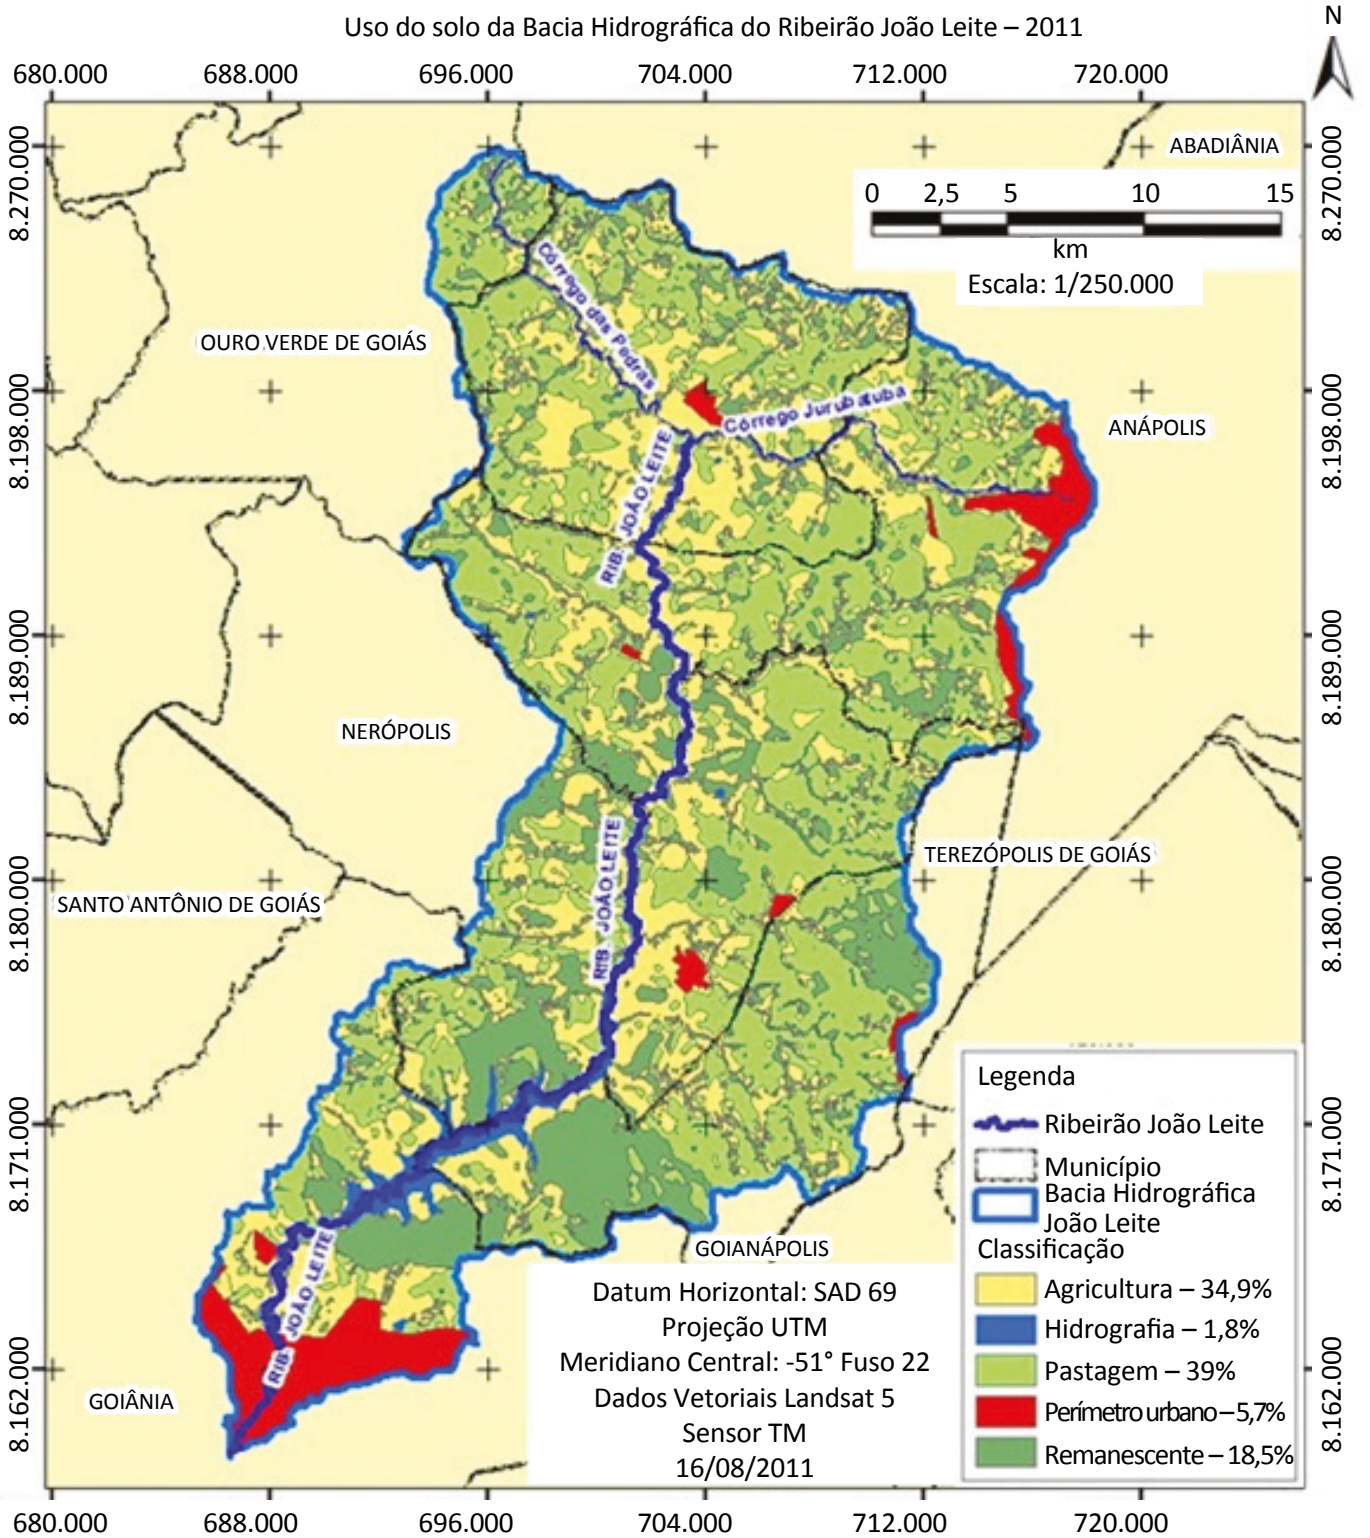 Uso do solo da Bacia Hidrográfica do Ribeirão João Leite – 2011
N
680.000 688.000 696.000 704.000 712.000 720.000
8.270.000 8.198.000 8.189.000 8.180.000 8.171.000 8.162.000
ABADIÂNIA
0 2,5 5 10 15
km
Escala: 1/250.000
OURO VERDE DE GOIÁS
Córrego das Pedras
Córrego Jurubatuba
ANÁPOLIS
RIB. JOÃO LEITE
NERÓPOLIS
RIB. JOÃO LEITE
TEREZÓPOLIS DE GOIÁS
SANTO ANTÔNIO DE GOIÁS
GOIANÁPOLIS
RIB. JOÃO LEITE
GOIÂNIA
Datum Horizontal: SAD 69
Projeção UTM
Meridiano Central: -51° Fuso 22
Dados Vetoriais Landsat 5
Sensor TM
16/08/2011
Legenda
Ribeirão João Leite
Município
Bacia Hidrográfica
João Leite
Classificação
Agricultura – 34,9%
Hidrografia – 1,8%
Pastagem – 39%
Perímetro urbano – 5,7%
Remanescente – 18,5%
8.270.000 8.198.000 8.189.000 8.180.000 8.171.000 8.162.000
680.000 688.000 696.000 704.000 712.000 720.000